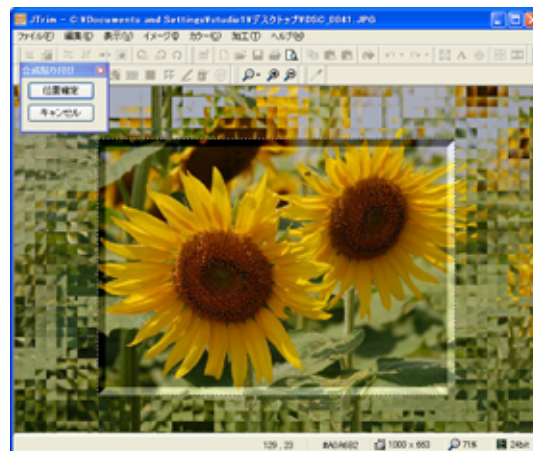 JTrim - C:¥Documents and Settings¥studio1¥デスクトップ¥DSC_0041.JPG
ファイル(F) 編集(E) 表示(V) イメージ(I) カラー(C) 加工(T) ヘルプ(H)
合成貼り付け
位置確定
キャンセル
129 , 23 #A0A6B2 1000 x 663 71% 24bit